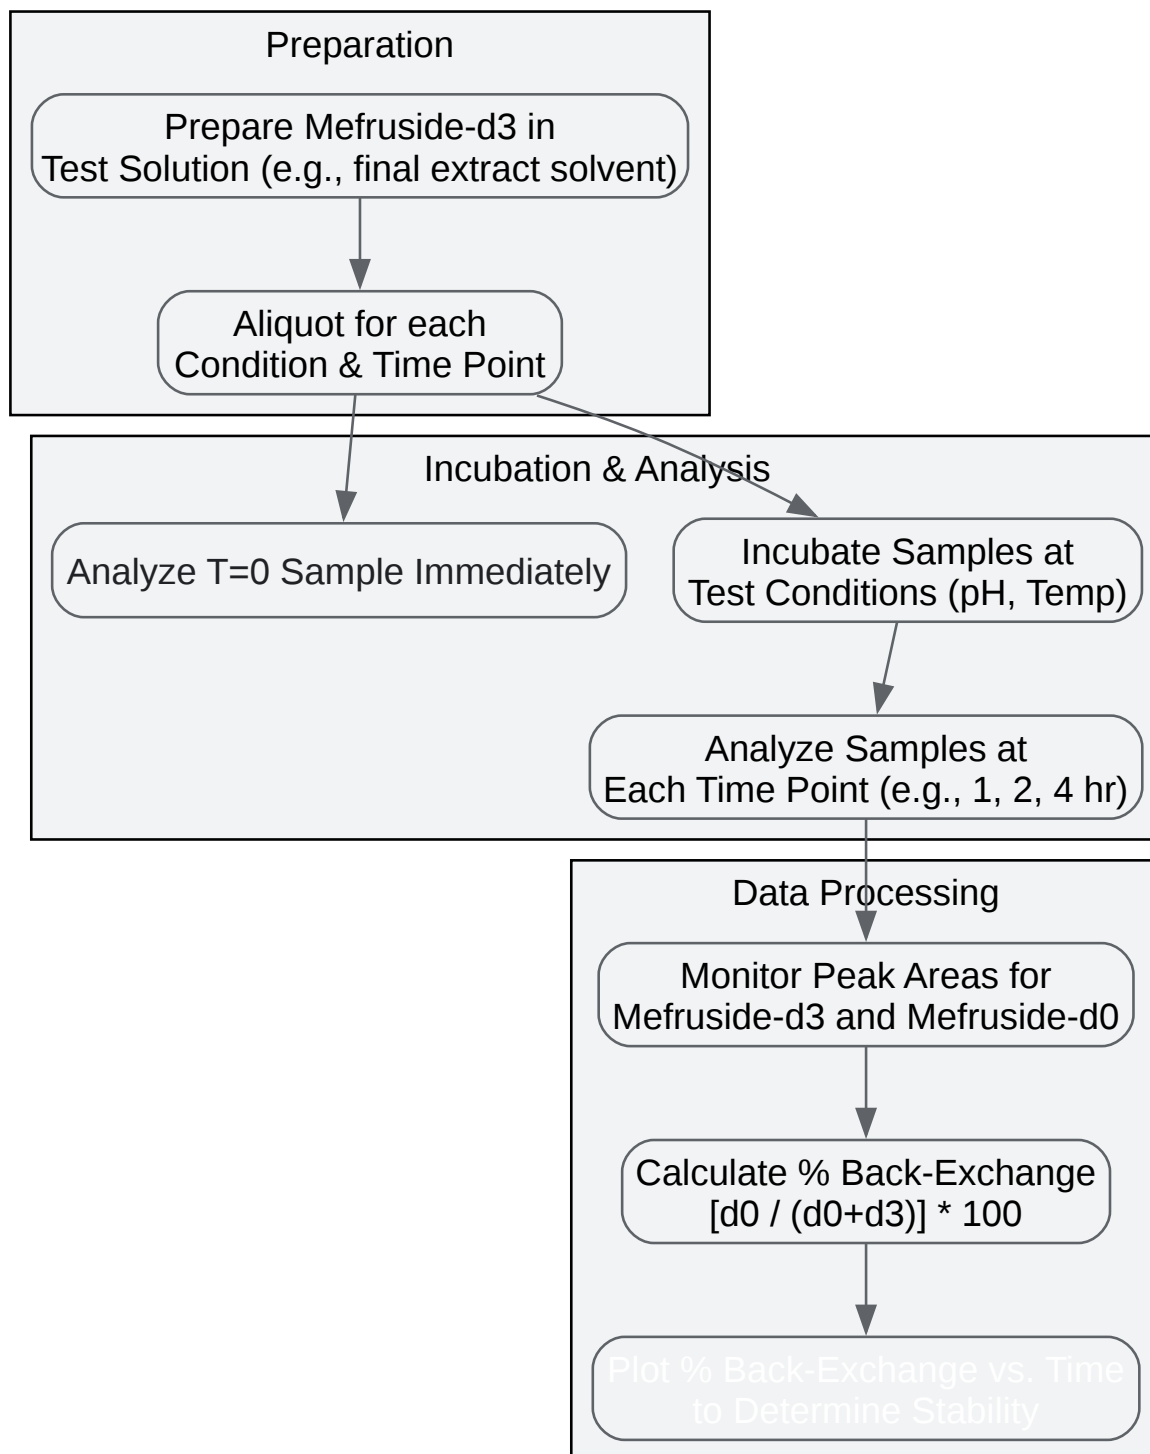 Preparation
Prepare Mefruside-d3 in
Test Solution (e.g., final extract solvent)
Aliquot for each
Condition & Time Point
Incubation & Analysis
Analyze T=0 Sample Immediately
Incubate Samples at
Test Conditions (pH, Temp)
Analyze Samples at
Each Time Point (e.g., 1, 2, 4 hr)
Data Processing
Monitor Peak Areas for
Mefruside-d3 and Mefruside-d0
Calculate % Back-Exchange
[d0 / (d0+d3)] * 100
Plot % Back-Exchange vs. Time
to Determine Stability